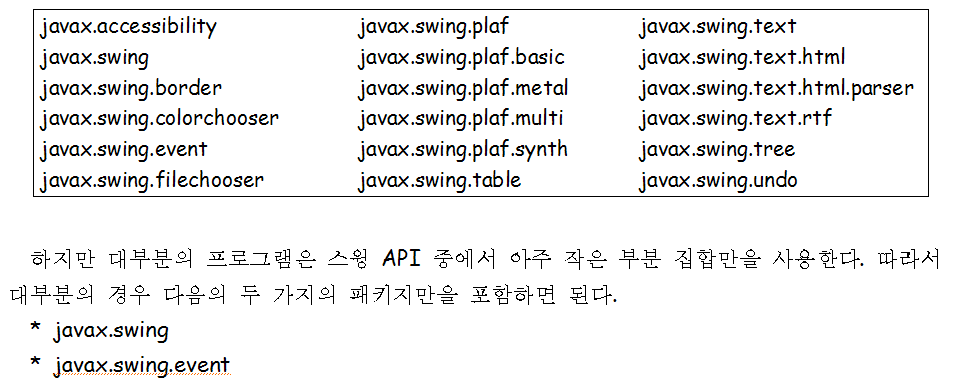 javax.accessibility javax.swing.plaf javax.swing.text
javax.swing javax.swing.plaf.basic javax.swing.text.html
javax.swing.border javax.swing.plaf.metal javax.swing.text.html.parser
javax.swing.colorchooser javax.swing.plaf.multi javax.swing.text.rtf
javax.swing.event javax.swing.plaf.synth javax.swing.tree
javax.swing.filechooser javax.swing.table javax.swing.undo
하지만 대부분의 프로그램은 스윙 API 중에서 아주 작은 부분 집합만을 사용한다. 따라서
대부분의 경우 다음의 두 가지의 패키지만을 포함하면 된다.
* javax.swing
* javax.swing.event